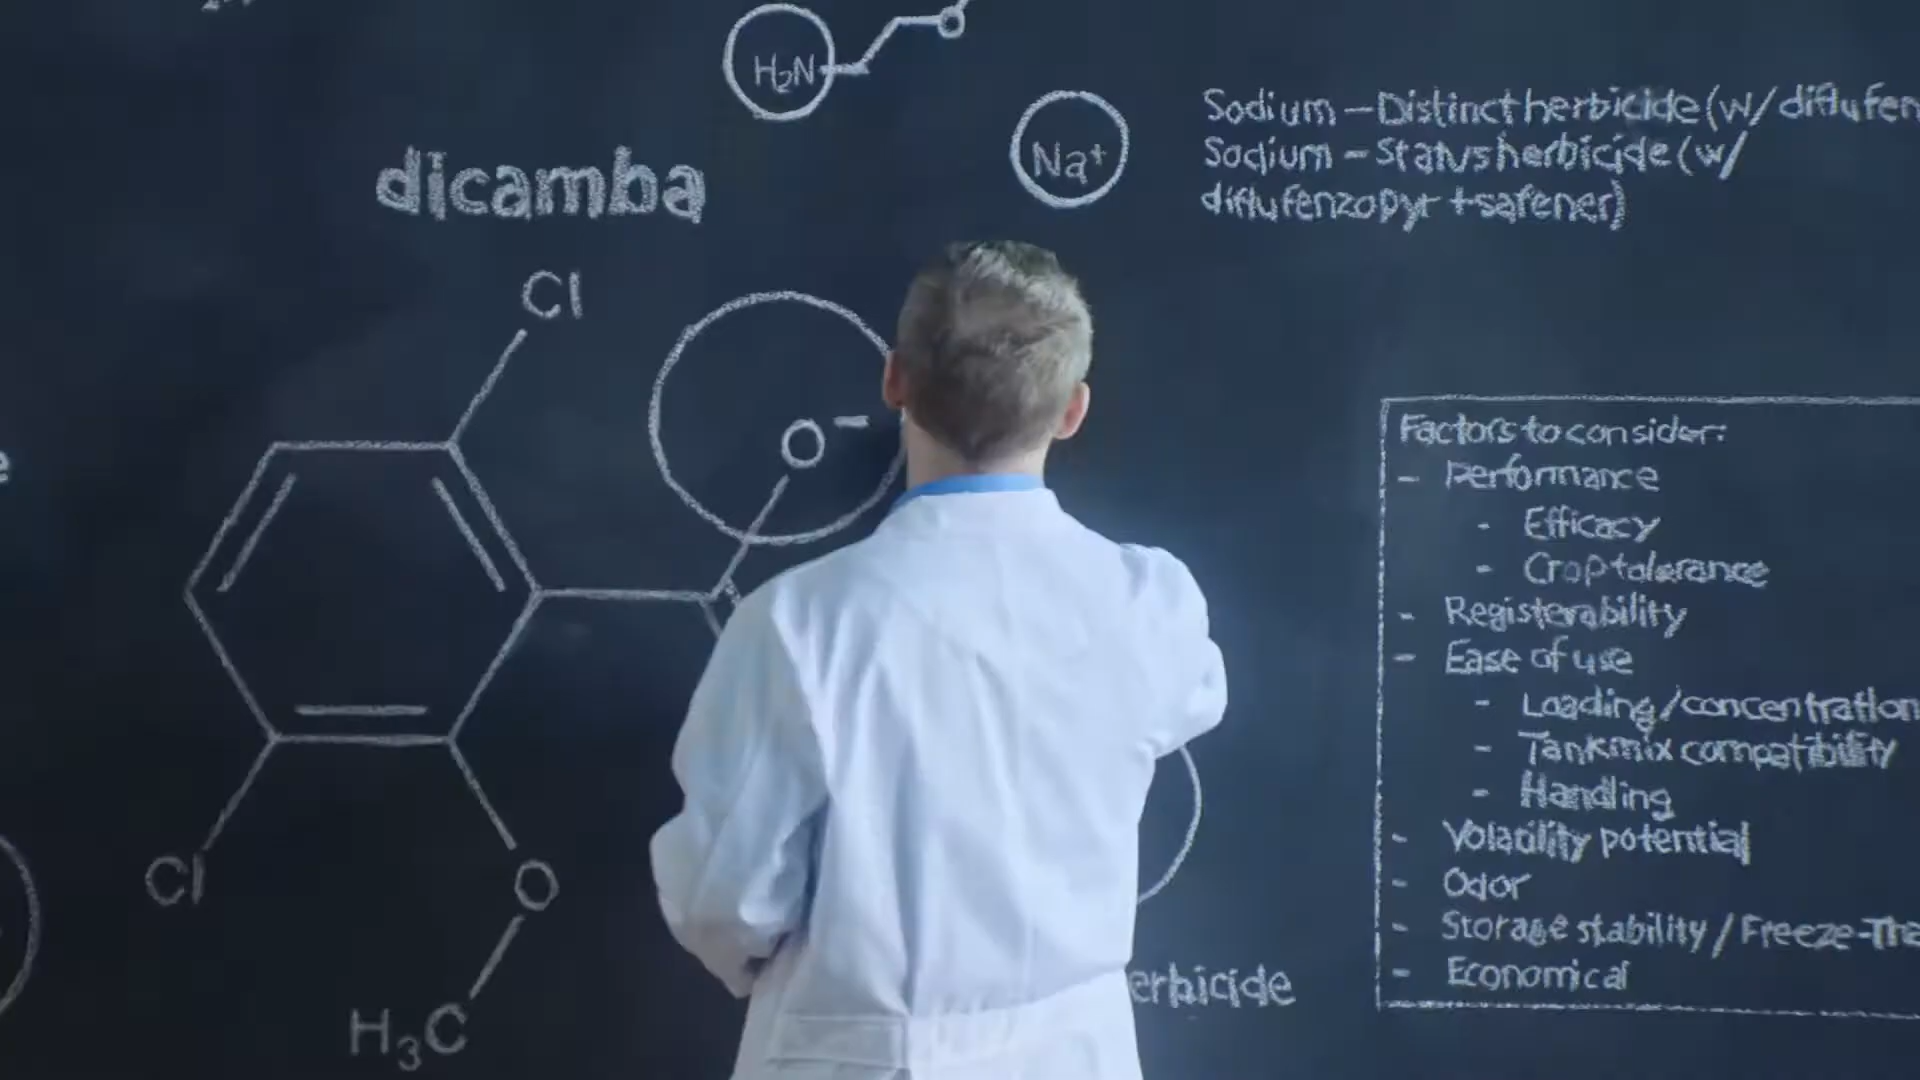 H₂N
O
Na⁺
Sodium – Distinct herbicide (w/ diflufen
Sodium – Status herbicide (w/
diflufenzopyr + safener)
dicamba
Cl
O⁻
Cl
O
H₃C
erbicide
Factors to consider:
- Performance
- Efficacy
- Crop tolerance
- Registerability
- Ease of use
- Loading/concentration
- Tankmix compatibility
- Handling
- Volatility potential
- Odor
- Storage stability / Freeze-Tha
- Economical